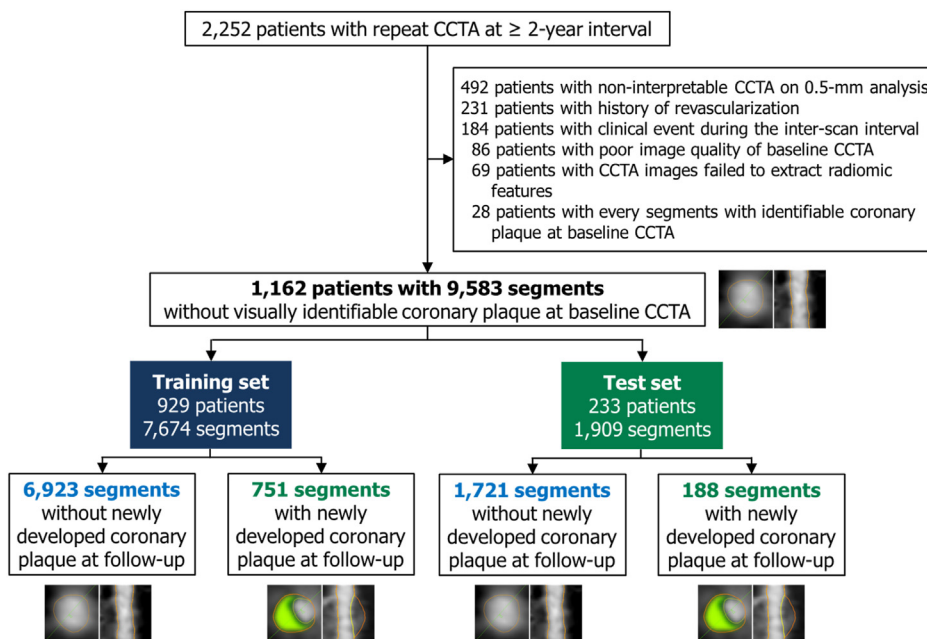 2,252 patients with repeat CCTA at ≥ 2-year interval
492 patients with non-interpretable CCTA on 0.5-mm analysis
231 patients with history of revascularization
184 patients with clinical event during the inter-scan interval
86 patients with poor image quality of baseline CCTA
69 patients with CCTA images failed to extract radiomic
features
28 patients with every segments with identifiable coronary
plaque at baseline CCTA
1,162 patients with 9,583 segments
without visually identifiable coronary plaque at baseline CCTA
Training set
929 patients
7,674 segments
Test set
233 patients
1,909 segments
6,923 segments
without newly
developed coronary
plaque at follow-up
751 segments
with newly
developed coronary
plaque at follow-up
1,721 segments
without newly
developed coronary
plaque at follow-up
188 segments
with newly
developed coronary
plaque at follow-up